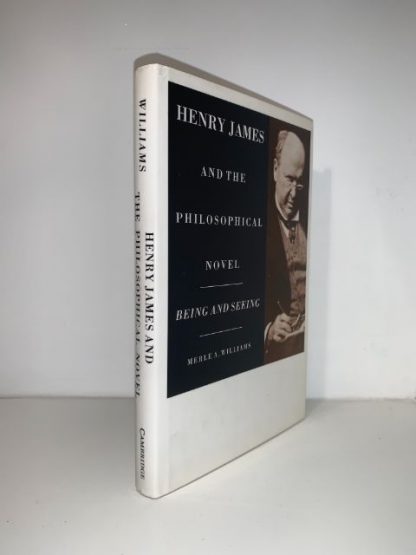 HENRY JAMES
AND THE
PHILOSOPHICAL
NOVEL
BEING AND SEEING
MERLE A. WILLIAMS
WILLIAMS
HENRY JAMES AND
THE PHILOSOPHICAL NOVEL
CAMBRIDGE